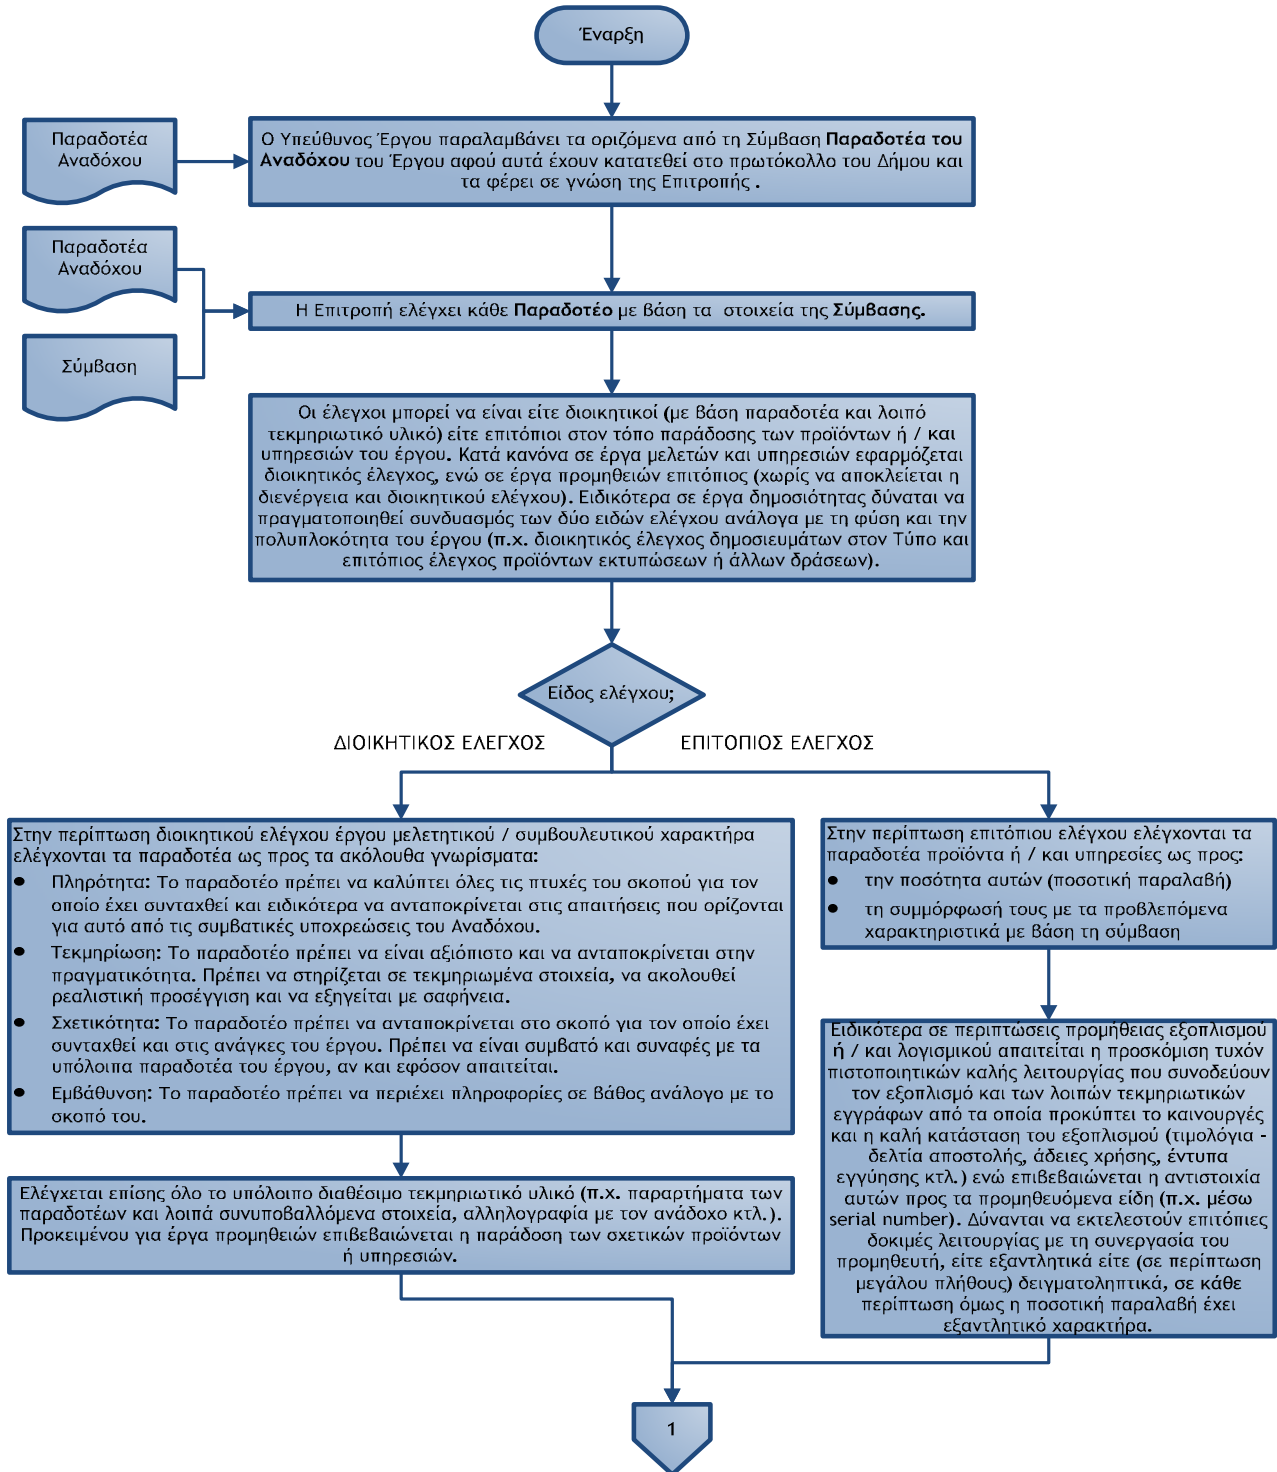 Έναρξη
Παραδοτέα
Αναδόχου
Ο Υπεύθυνος Έργου παραλαμβάνει τα οριζόμενα από τη Σύμβαση Παραδοτέα του
Αναδόχου του Έργου αφού αυτά έχουν κατατεθεί στο πρωτόκολλο του Δήμου και
τα φέρει σε γνώση της Επιτροπής .
Παραδοτέα
Αναδόχου
Η Επιτροπή ελέγχει κάθε Παραδοτέο με βάση τα στοιχεία της Σύμβασης.
Σύμβαση
Οι έλεγχοι μπορεί να είναι είτε διοικητικοί (με βάση παραδοτέα και λοιπό
τεκμηριωτικό υλικό) είτε επιτόπιοι στον τόπο παράδοσης των προϊόντων ή / και
υπηρεσιών του έργου. Κατά κανόνα σε έργα μελετών και υπηρεσιών εφαρμόζεται
διοικητικός έλεγχος, ενώ σε έργα προμηθειών επιτόπιος (χωρίς να αποκλείεται η
διενέργεια και διοικητικού ελέγχου). Ειδικότερα σε έργα δημοσιότητας δύναται να
πραγματοποιηθεί συνδυασμός των δύο ειδών ελέγχου ανάλογα με τη φύση και την
πολυπλοκότητα του έργου (π.χ. διοικητικός έλεγχος δημοσιευμάτων στον Τύπο και
επιτόπιος έλεγχος προϊόντων εκτυπώσεων ή άλλων δράσεων).
Είδος ελέγχου;
ΔΙΟΙΚΗΤΙΚΟΣ ΕΛΕΓΧΟΣ
ΕΠΙΤΟΠΙΟΣ ΕΛΕΓΧΟΣ
Στην περίπτωση διοικητικού ελέγχου έργου μελετητικού / συμβουλευτικού χαρακτήρα
ελέγχονται τα παραδοτέα ως προς τα ακόλουθα γνωρίσματα:
● Πληρότητα: Το παραδοτέο πρέπει να καλύπτει όλες τις πτυχές του σκοπού για τον
οποίο έχει συνταχθεί και ειδικότερα να ανταποκρίνεται στις απαιτήσεις που ορίζονται
για αυτό από τις συμβατικές υποχρεώσεις του Αναδόχου.
● Τεκμηρίωση: Το παραδοτέο πρέπει να είναι αξιόπιστο και να ανταποκρίνεται στην
πραγματικότητα. Πρέπει να στηρίζεται σε τεκμηριωμένα στοιχεία, να ακολουθεί
ρεαλιστική προσέγγιση και να εξηγείται με σαφήνεια.
● Σχετικότητα: Το παραδοτέο πρέπει να ανταποκρίνεται στο σκοπό για τον οποίο έχει
συνταχθεί και στις ανάγκες του έργου. Πρέπει να είναι συμβατό και συναφές με τα
υπόλοιπα παραδοτέα του έργου, αν και εφόσον απαιτείται.
● Εμβάθυνση: Το παραδοτέο πρέπει να περιέχει πληροφορίες σε βάθος ανάλογο με το
σκοπό του.
Ελέγχεται επίσης όλο το υπόλοιπο διαθέσιμο τεκμηριωτικό υλικό (π.χ. παραρτήματα των
παραδοτέων και λοιπά συνυποβαλλόμενα στοιχεία, αλληλογραφία με τον ανάδοχο κτλ.).
Προκειμένου για έργα προμηθειών επιβεβαιώνεται η παράδοση των σχετικών προϊόντων
ή υπηρεσιών.
Στην περίπτωση επιτόπιου ελέγχου ελέγχονται τα
παραδοτέα προϊόντα ή / και υπηρεσίες ως προς:
● την ποσότητα αυτών (ποσοτική παραλαβή)
● τη συμμόρφωσή τους με τα προβλεπόμενα
χαρακτηριστικά με βάση τη σύμβαση
Ειδικότερα σε περιπτώσεις προμήθειας εξοπλισμού
ή / και λογισμικού απαιτείται η προσκόμιση τυχόν
πιστοποιητικών καλής λειτουργίας που συνοδεύουν
τον εξοπλισμό και των λοιπών τεκμηριωτικών
εγγράφων από τα οποία προκύπτει το καινουργές
και η καλή κατάσταση του εξοπλισμού (τιμολόγια -
δελτία αποστολής, άδειες χρήσης, έντυπα
εγγύησης κτλ.) ενώ επιβεβαιώνεται η αντιστοιχία
αυτών προς τα προμηθευόμενα είδη (π.χ. μέσω
serial number). Δύνανται να εκτελεστούν επιτόπιες
δοκιμές λειτουργίας με τη συνεργασία του
προμηθευτή, είτε εξαντλητικά είτε (σε περίπτωση
μεγάλου πλήθους) δειγματοληπτικά, σε κάθε
περίπτωση όμως η ποσοτική παραλαβή έχει
εξαντλητικό χαρακτήρα.
1